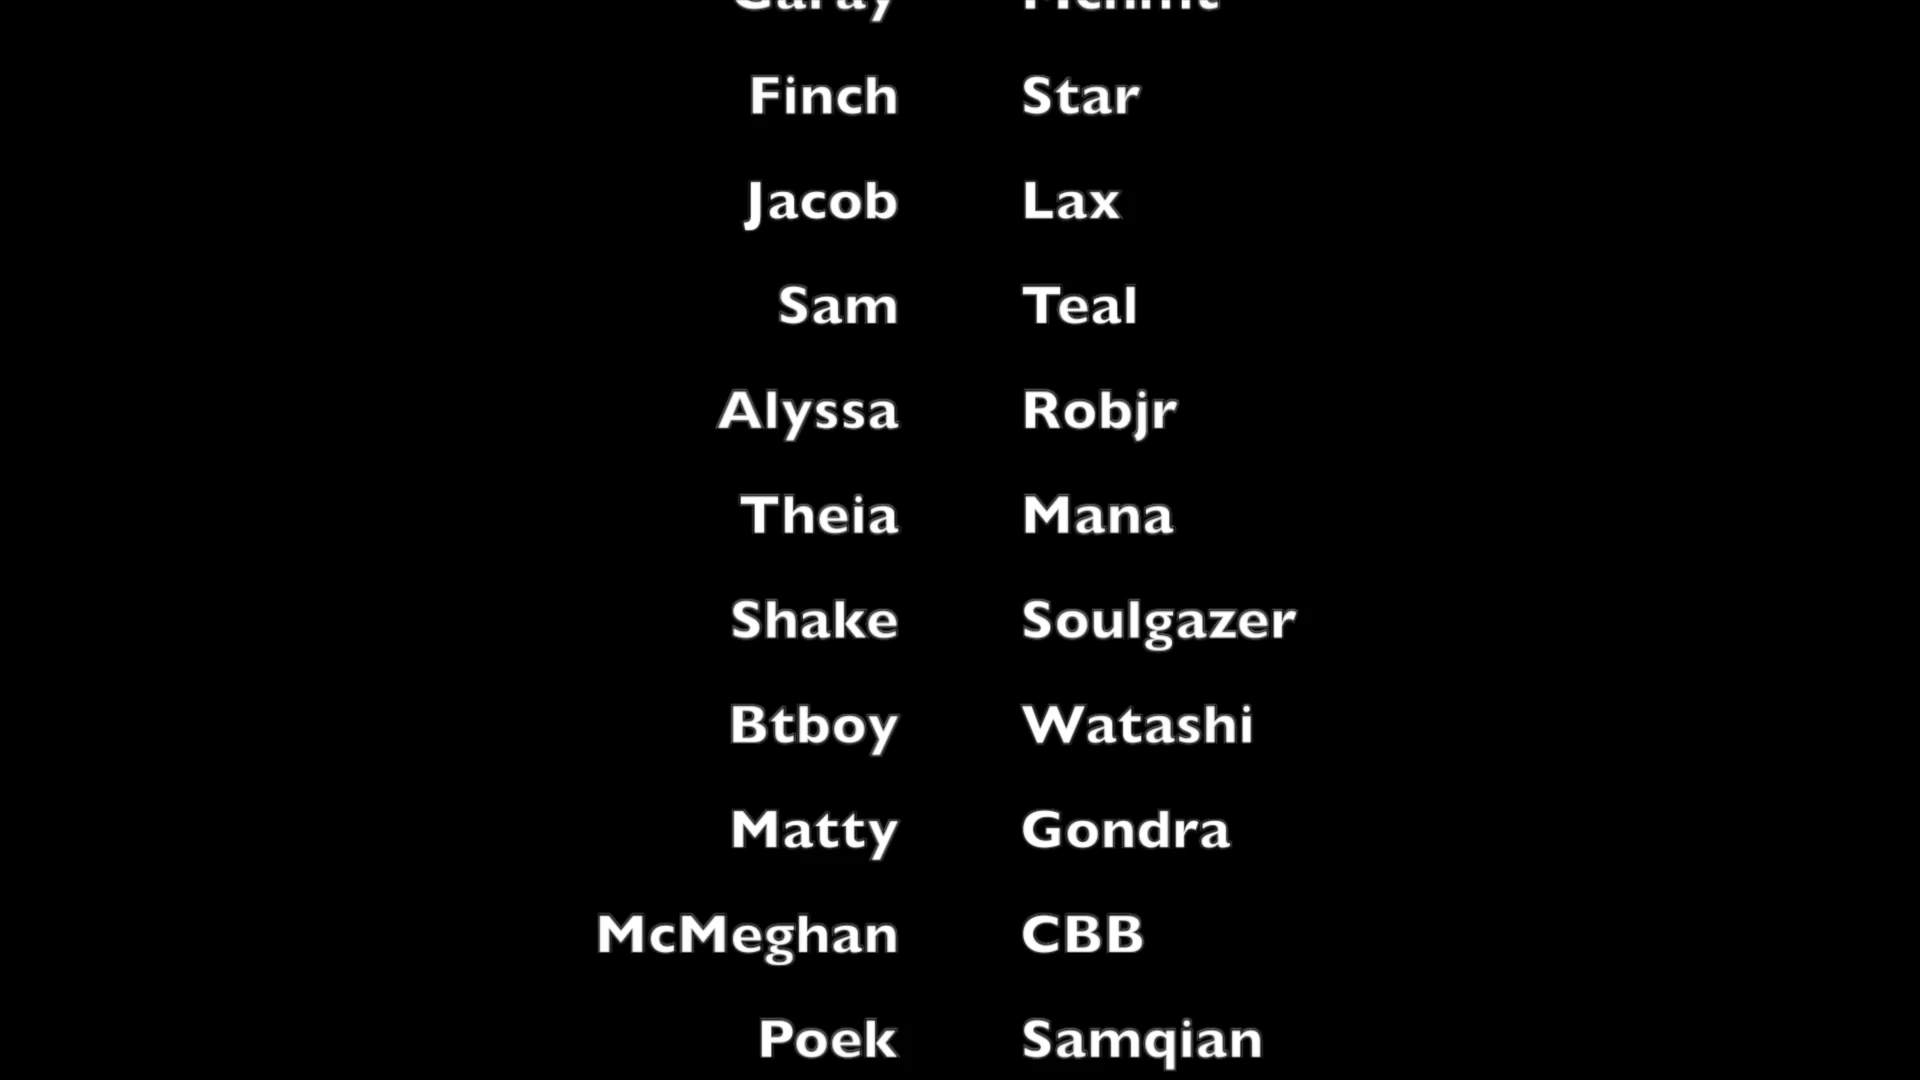 Garay
Finch Star
Jacob Lax
Sam Teal
Alyssa Robjr
Theia Mana
Shake Soulgazer
Btboy Watashi
Matty Gondra
McMeghan CBB
Poek Samqian